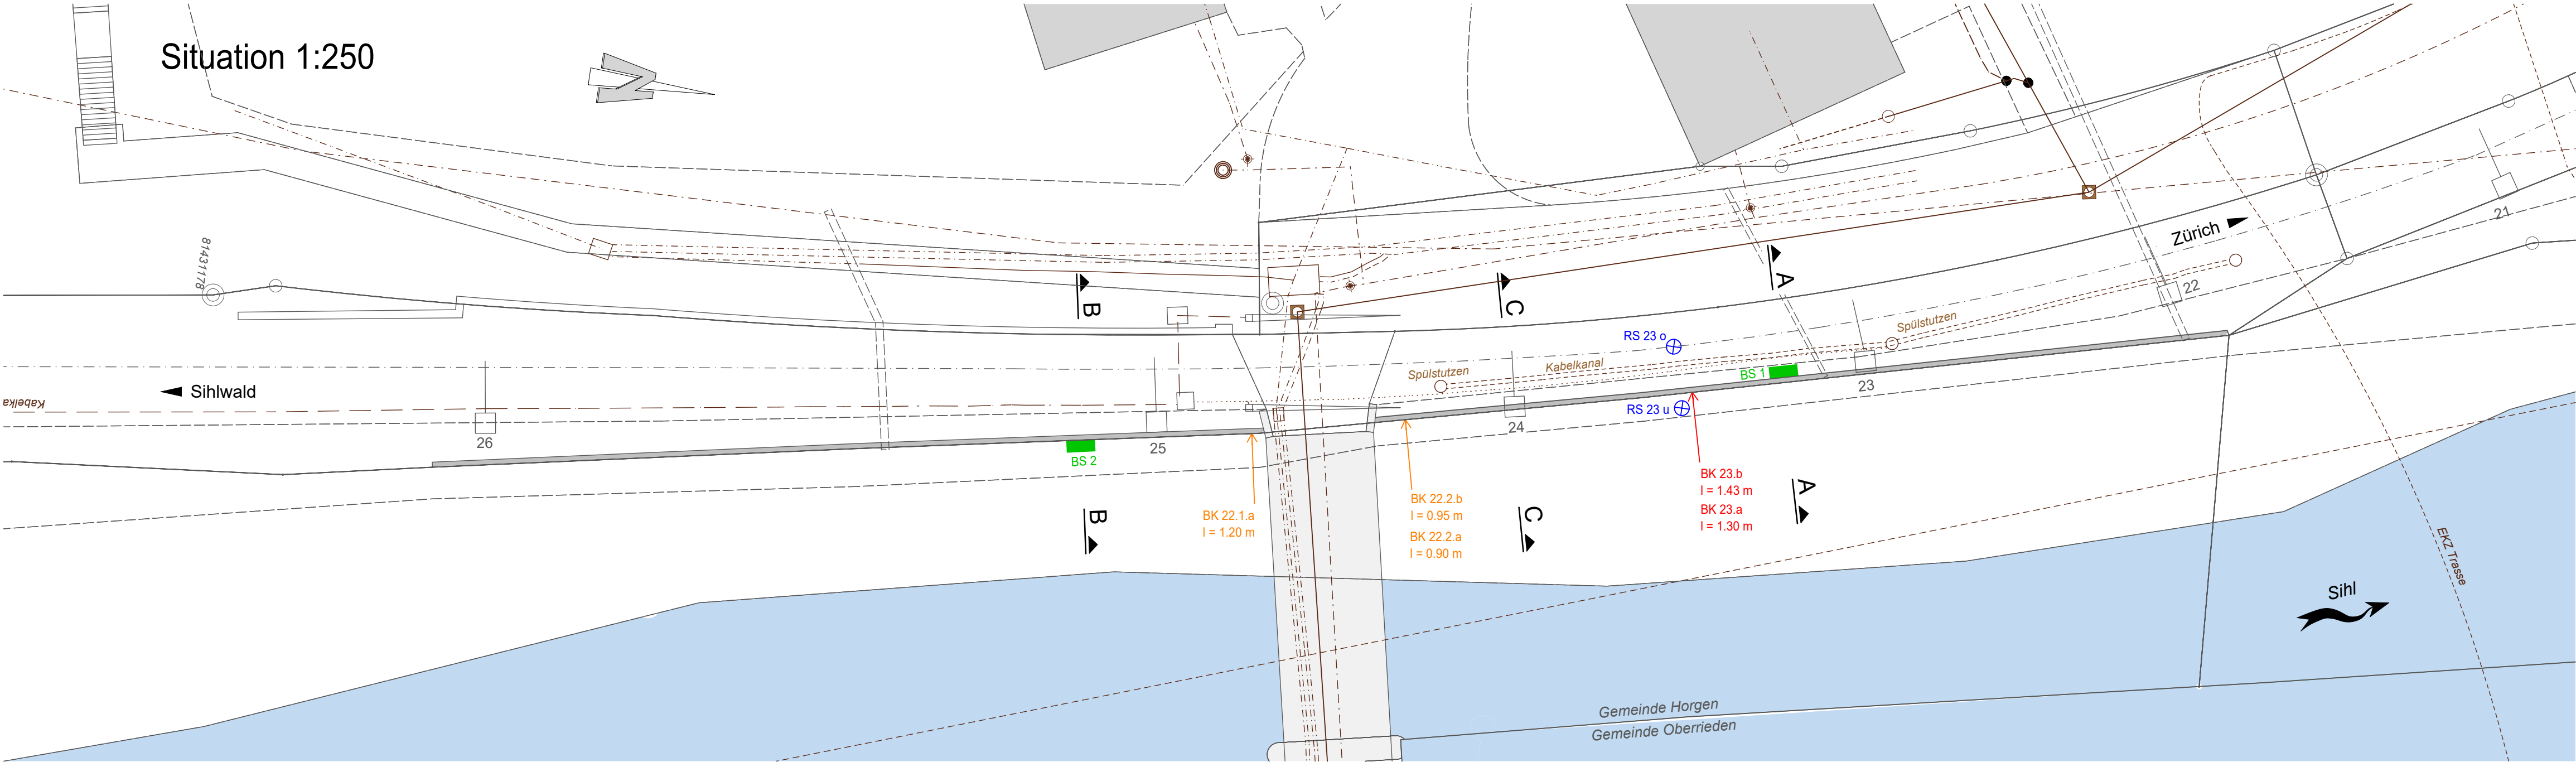 Situation 1:250
81431178
Sihlwald
Kabelka
26
B
BS 2
B
25
BK 22.1.a
l = 1.20 m
Spülstutzen
Kabelkanal
C
24
BK 22.2.b
l = 0.95 m
BK 22.2.a
l = 0.90 m
C
RS 23 o
RS 23 u
BS 1
A
23
BK 23.b
l = 1.43 m
BK 23.a
l = 1.30 m
A
Spülstutzen
Zürich
22
21
EKZ Trasse
Sihl
Gemeinde Horgen
Gemeinde Oberrieden